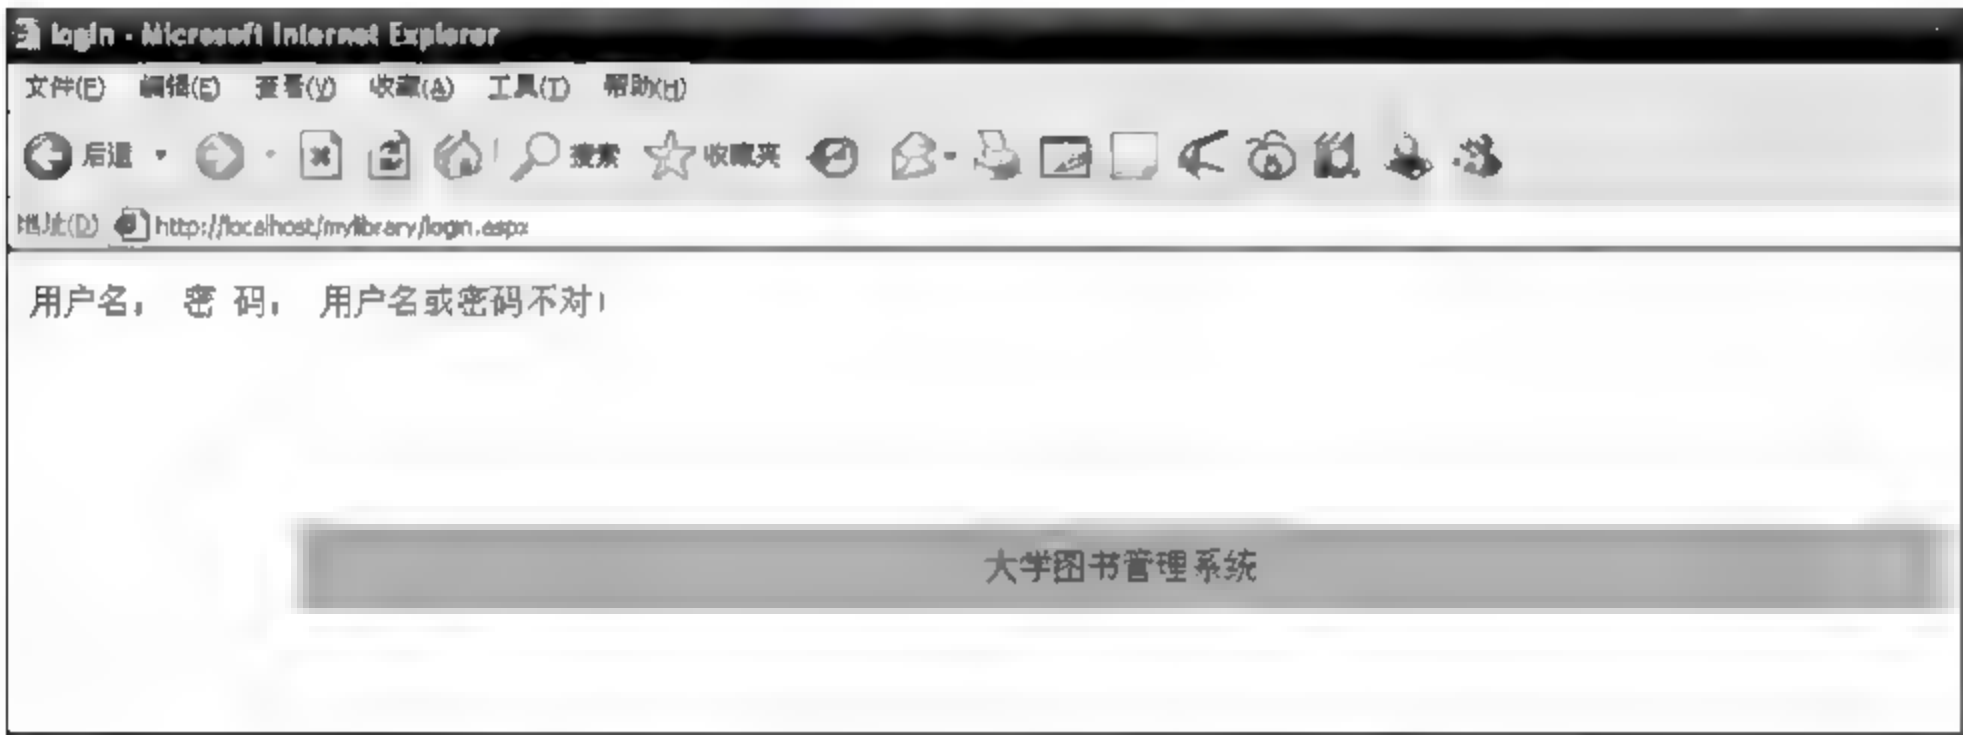 login - Microsoft Internet Explorer
文件(F) 编辑(E) 查看(V) 收藏(A) 工具(T) 帮助(H)
后退 搜索 收藏夹
地址(D) http://localhost/mylibrary/login.aspx
用户名, 密 码, 用户名或密码不对!
大学图书管理系统